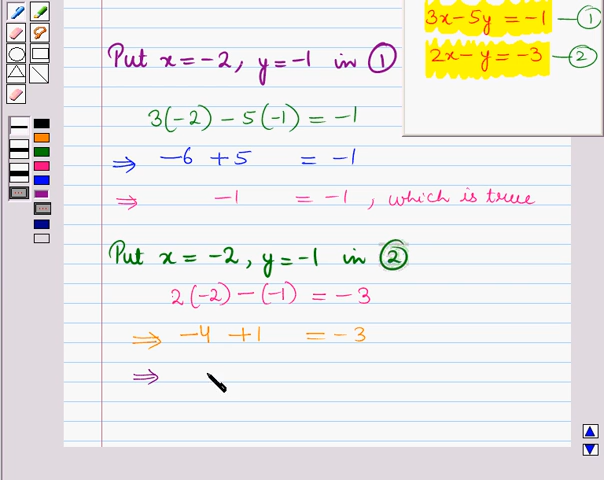 3x-5y = -1 — ①
2x-y = -3 — ②
Put x = -2, y = -1 in ①
3(-2) - 5(-1) = -1
⇒ -6 +5 = -1
⇒ -1 = -1, which is true
Put x = -2, y = -1 in ②
2(-2) - (-1) = -3
⇒ -4 +1 = -3
⇒